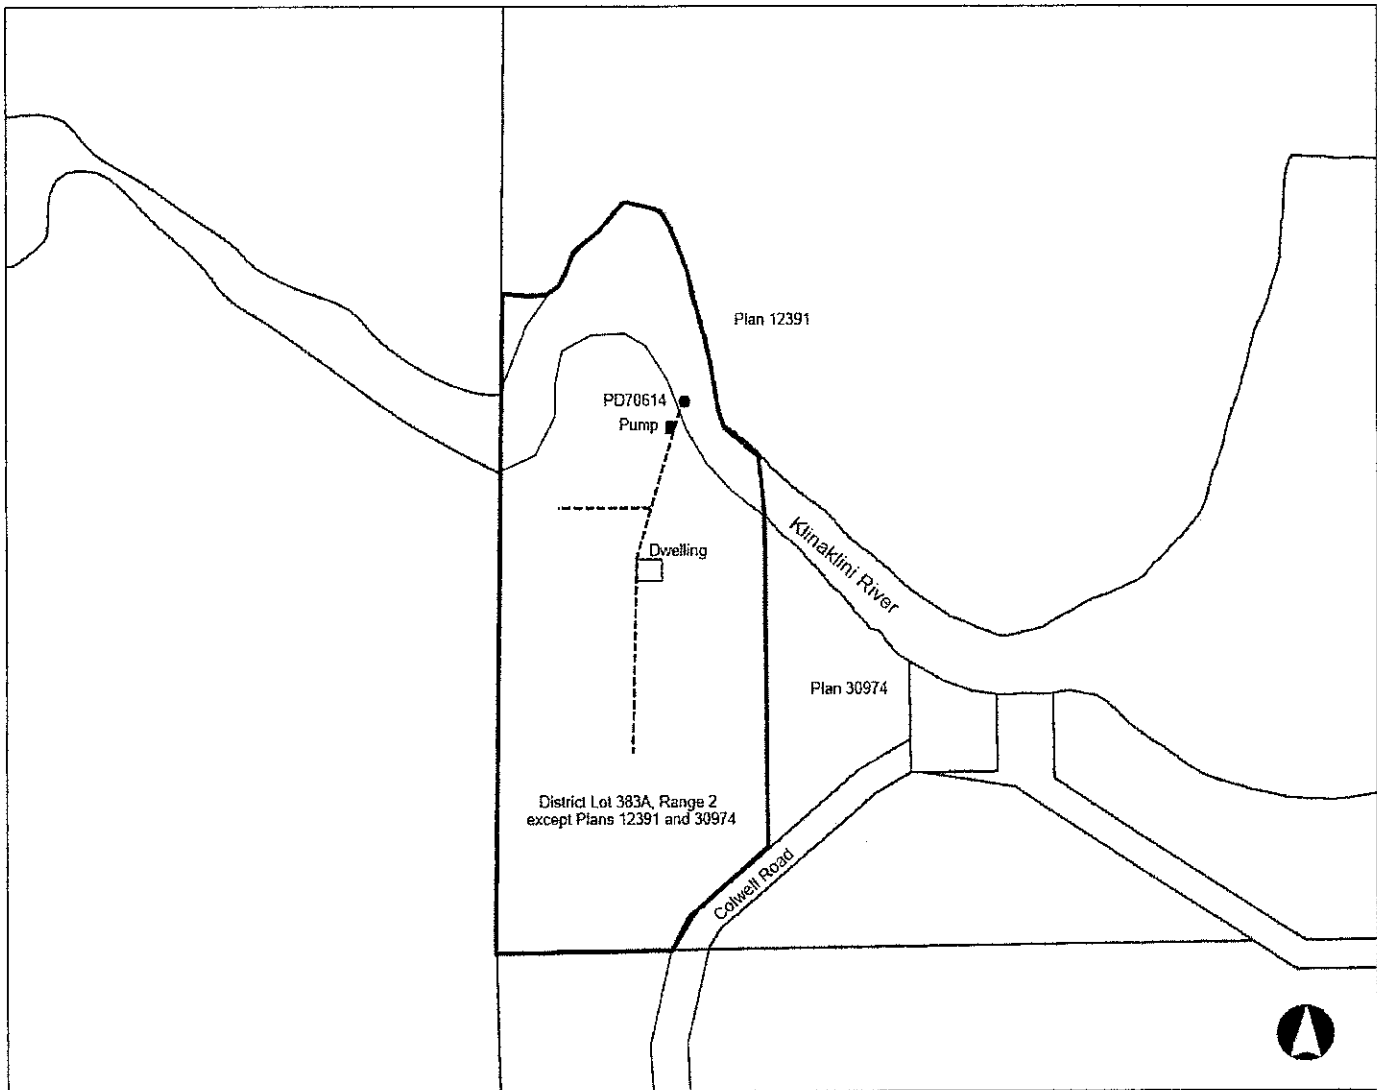 Plan 12391
PD70614
Pump
Klinaklini River
Dwelling
Plan 30974
District Lot 383A, Range 2
except Plans 12391 and 30974
Colwell Road